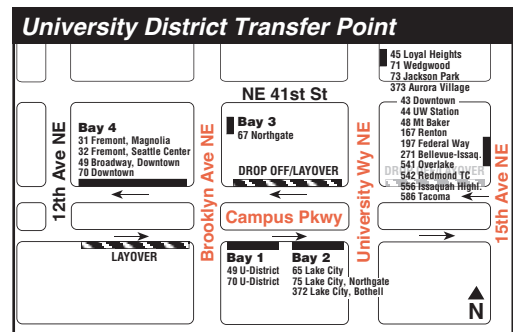 University District Transfer Point
45 Loyal Heights
71 Wedgwood
73 Jackson Park
373 Aurora Village
NE 41st St
43 Downtown
44 UW Station
48 Mt Baker
167 Renton
197 Federal Way
271 Bellevue-Issaq.
541 Overlake
542 Redmond TC
556 Issaquah Highl.
586 Tacoma
12th Ave NE
Bay 4
31 Fremont, Magnolia
32 Fremont, Seattle Center
49 Broadway, Downtown
70 Downtown
Brooklyn Ave NE
Bay 3
67 Northgate
DROP OFF/LAYOVER
University Wy NE
15th Ave NE
Campus Pkwy
LAYOVER
Bay 1
49 U-District
70 U-District
Bay 2
65 Lake City
75 Lake City, Northgate
372 Lake City, Bothell
N